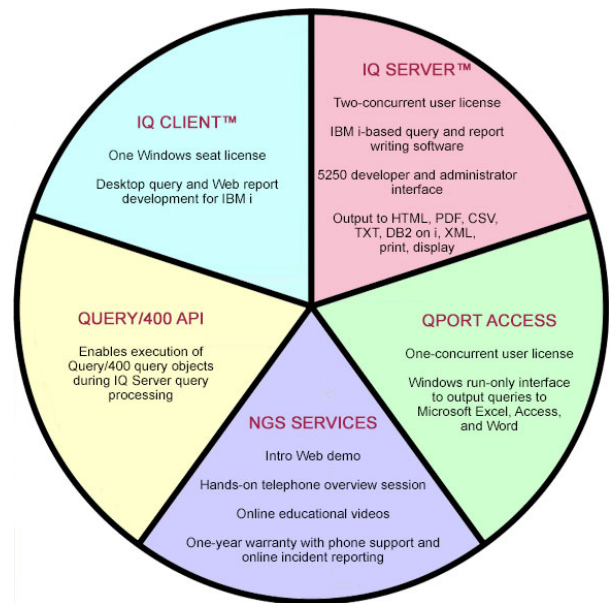 IQ SERVER™
Two-concurrent user license
IBM i-based query and report
writing software
5250 developer and administrator
interface
Output to HTML, PDF, CSV,
TXT, DB2 on i, XML,
print, display
IQ CLIENT™
One Windows seat license
Desktop query and Web report
development for IBM i
QUERY/400 API
Enables execution of
Query/400 query objects
during IQ Server query
processing
QPORT ACCESS
One-concurrent user license
Windows run-only interface
to output queries to
Microsoft Excel, Access,
and Word
NGS SERVICES
Intro Web demo
Hands-on telephone overview session
Online educational videos
One-year warranty with phone support and
online incident reporting